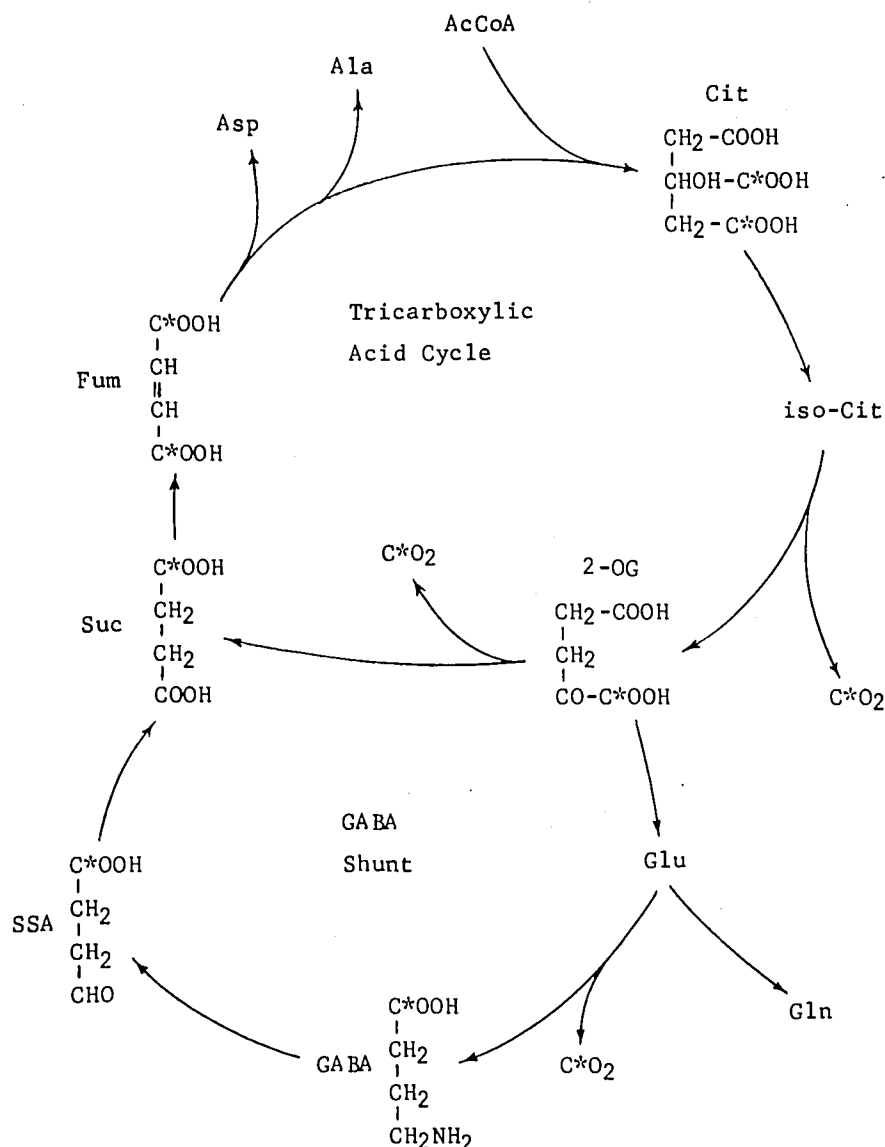 AcCoA
Ala
Asp
Cit
CH2-COOH
CHOH-C*OOH
CH2-C*OOH
Tricarboxylic
Acid Cycle
C*OOH
CH
Fum
CH
C*OOH
iso-Cit
C*O2
2-OG
C*OOH
CH2
Suc
CH2
COOH
CH2-COOH
CH2
CO-C*OOH
C*O2
GABA
Shunt
Glu
C*OOH
CH2
SSA
CH2
CHO
Gln
C*OOH
CH2
GABA
CH2
CH2NH2
C*O2